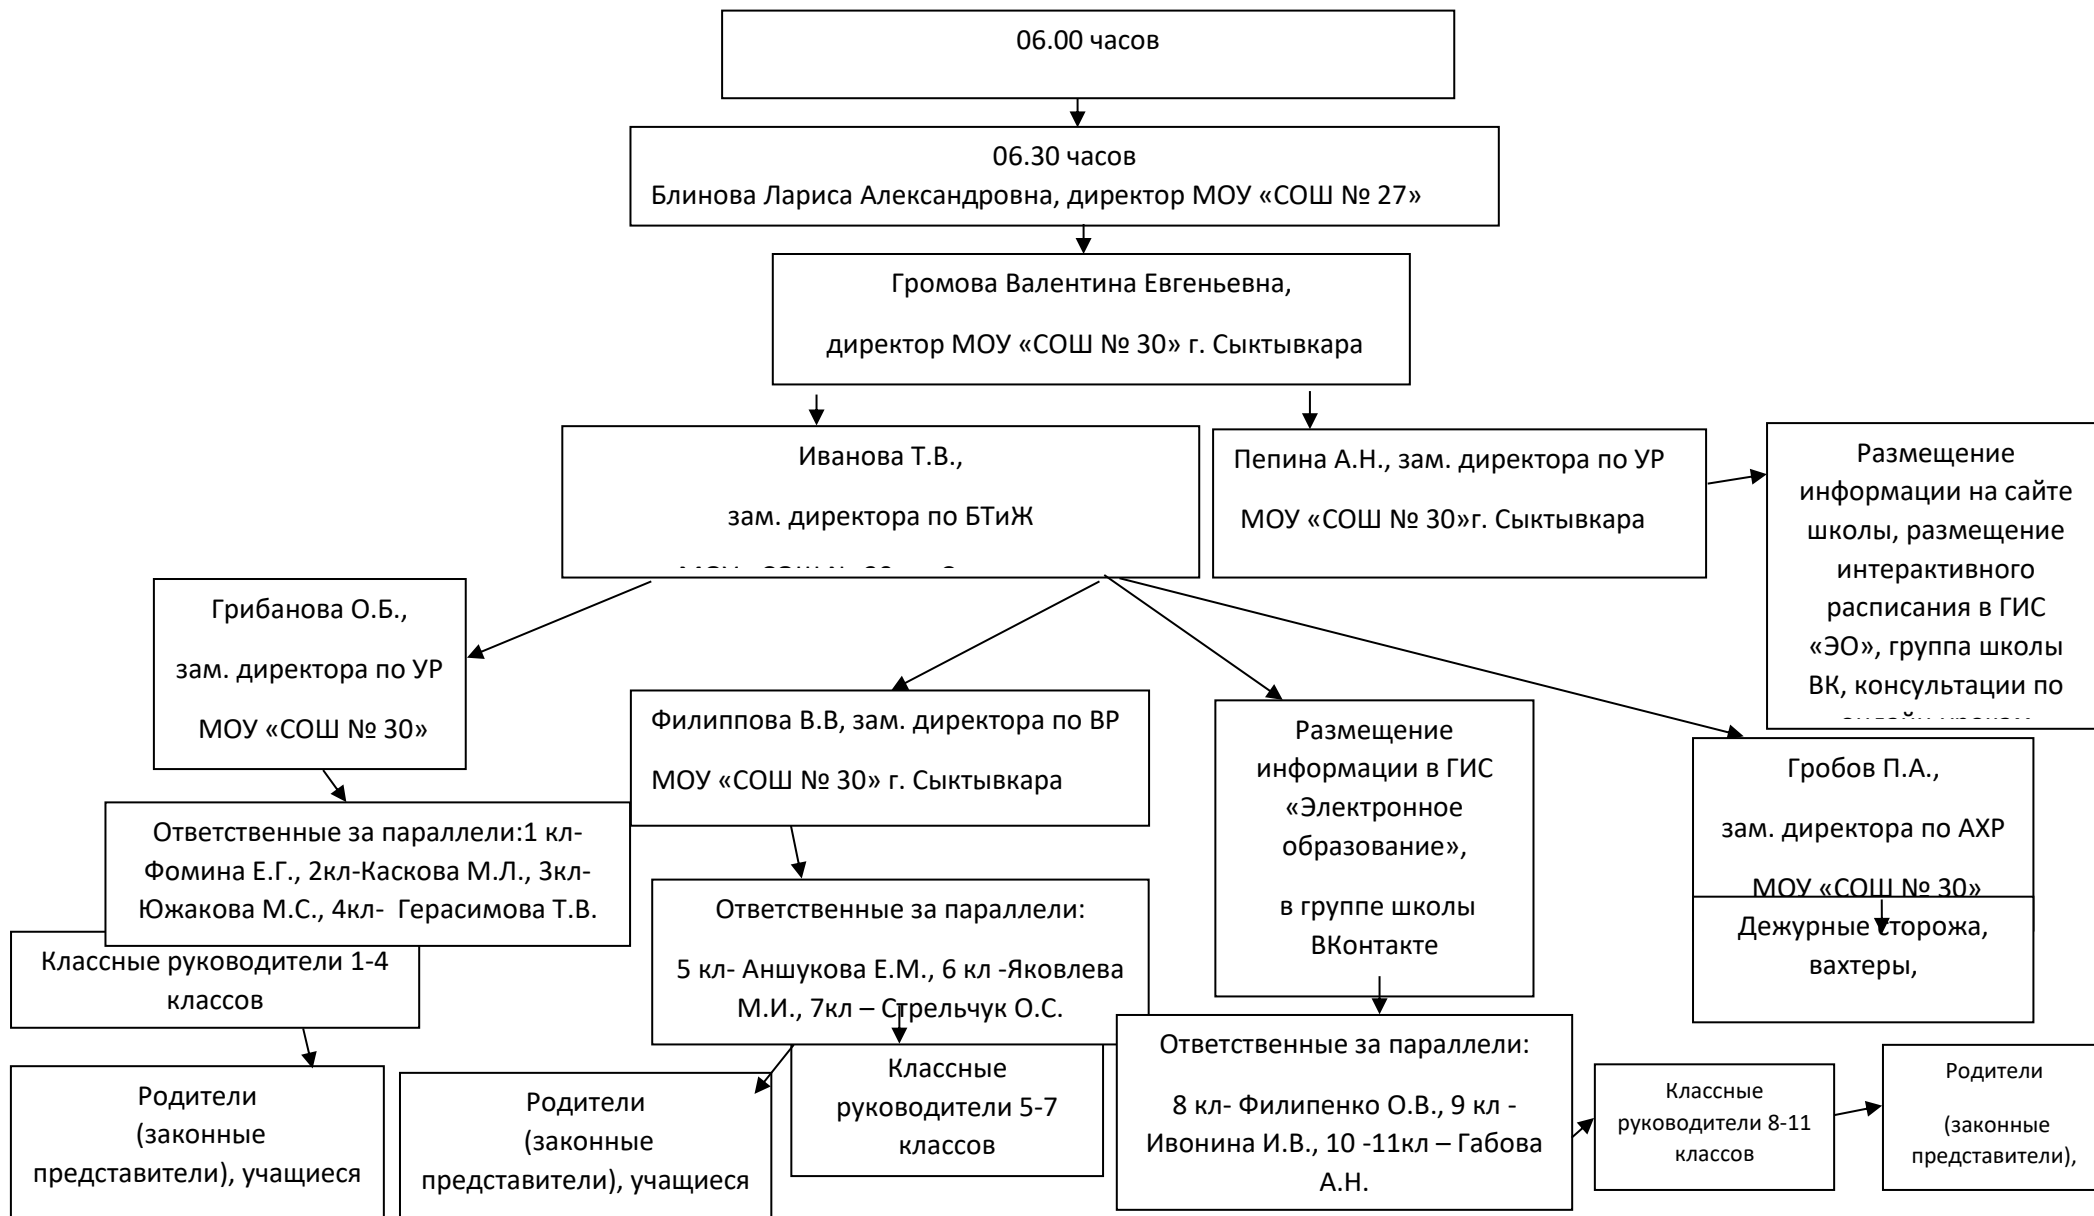 06.00 часов
06.30 часов
Блинова Лариса Александровна, директор МОУ «СОШ № 27»
Громова Валентина Евгеньевна,
директор МОУ «СОШ № 30» г. Сыктывкара
Иванова Т.В.,
зам. директора по БТиЖ
Пепина А.Н., зам. директора по УР
МОУ «СОШ № 30»г. Сыктывкара
Размещение
информации на сайте
школы, размещение
интерактивного
расписания в ГИС
«ЭО», группа школы
ВК, консультации по
Грибанова О.Б.,
зам. директора по УР
МОУ «СОШ № 30»
Филиппова В.В, зам. директора по ВР
МОУ «СОШ № 30» г. Сыктывкара
Размещение
информации в ГИС
«Электронное
образование»,
в группе школы
ВКонтакте
Гробов П.А.,
зам. директора по АХР
МОУ «СОШ № 30»
Дежурные сторожа,
вахтеры,
Ответственные за параллели:1 кл-
Фомина Е.Г., 2кл-Каскова М.Л., 3кл-
Южакова М.С., 4кл- Герасимова Т.В.
Классные руководители 1-4
классов
Родители
(законные
представители), учащиеся
Ответственные за параллели:
5 кл- Аншукова Е.М., 6 кл -Яковлева
М.И., 7кл – Стрельчук О.С.
Родители
(законные
представители), учащиеся
Классные
руководители 5-7
классов
Ответственные за параллели:
8 кл- Филипенко О.В., 9 кл -
Ивонина И.В., 10 -11кл – Габова
А.Н.
Классные
руководители 8-11
классов
Родители
(законные
представители),